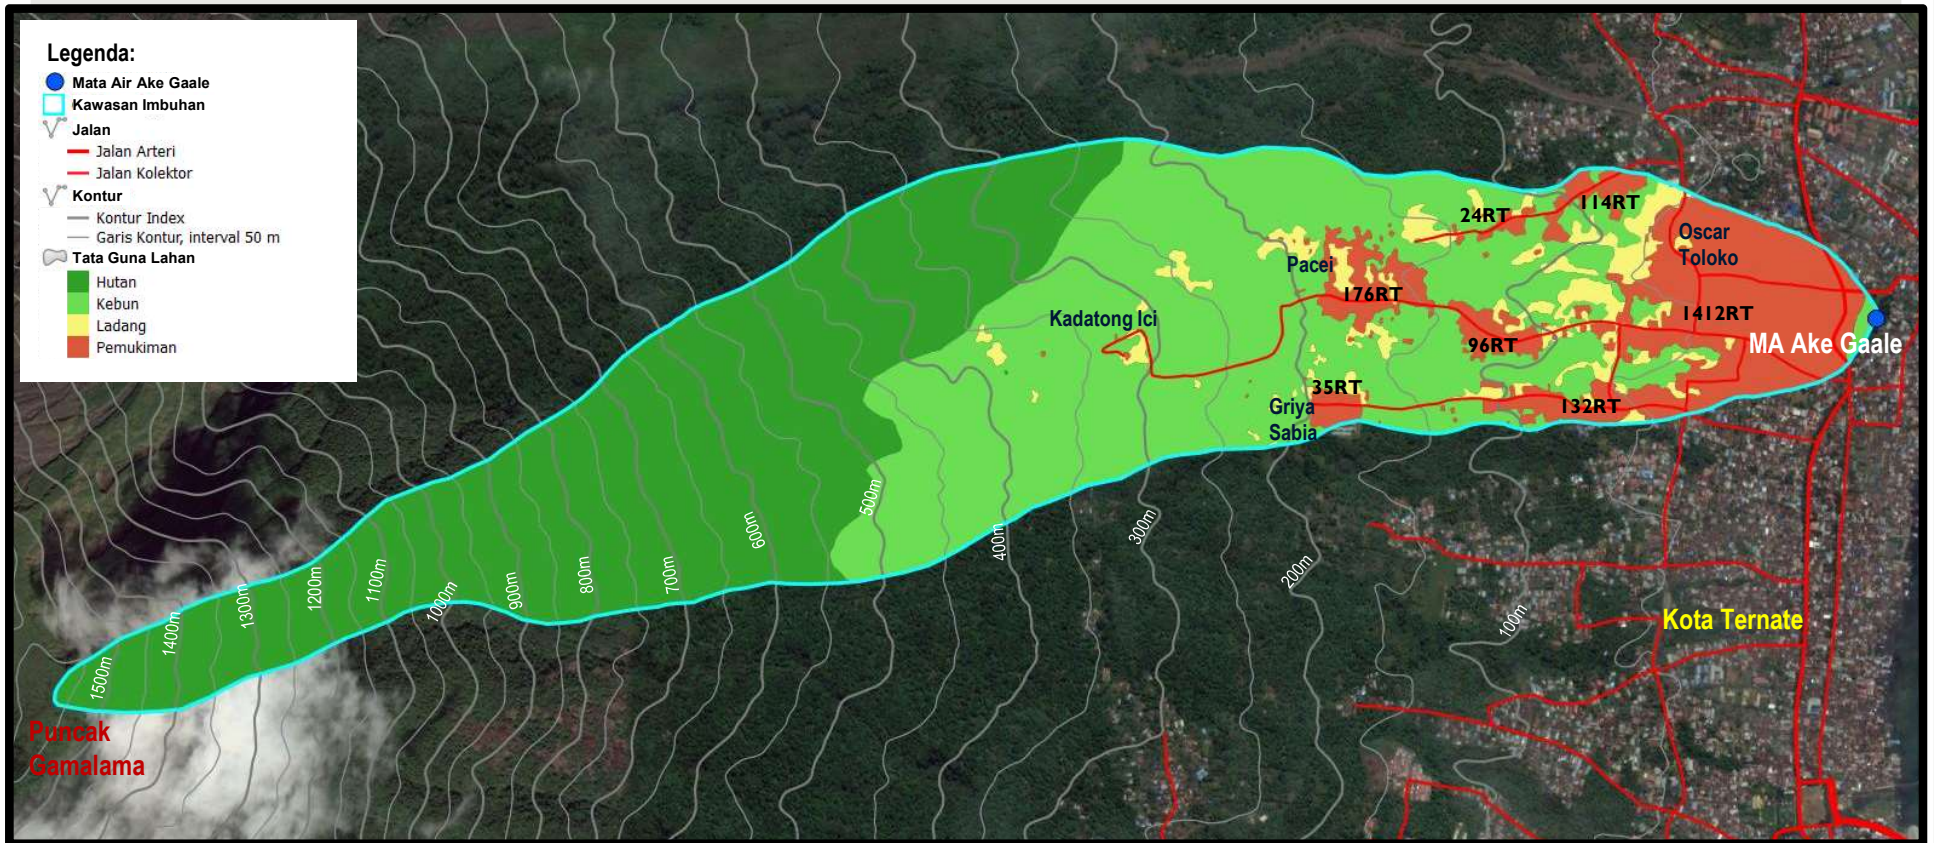 Legenda:
Mata Air Ake Gaale
Kawasan Imbuhan
Jalan
Jalan Arteri
Jalan Kolektor
Kontur
Kontur Index
Garis Kontur, interval 50 m
Tata Guna Lahan
Hutan
Kebun
Ladang
Pemukiman
24RT
114RT
Oscar
Toloko
Pacei
176RT
Kadatong Ici
1412RT
96RT
MA Ake Gaale
35RT
Griya
Sabia
132RT
500m
600m
400m
300m
700m
800m
900m
1000m
1100m
1200m
1300m
1400m
1500m
200m
100m
Kota Ternate
Puncak
Gamalama